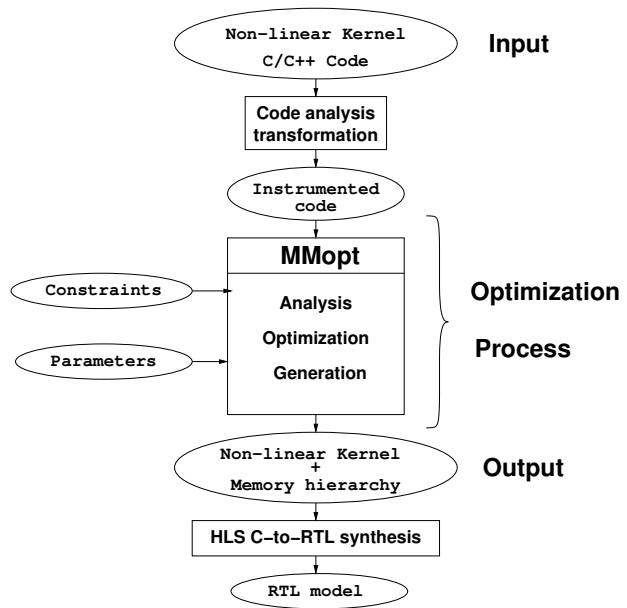 Non-linear Kernel
C/C++ Code
Input
Code analysis
transformation
Instrumented
code
MMopt
Constraints
Analysis
Optimization
Optimization
Parameters
Generation
Process
Non-linear Kernel
+
Memory hierarchy
Output
HLS C-to-RTL synthesis
RTL model